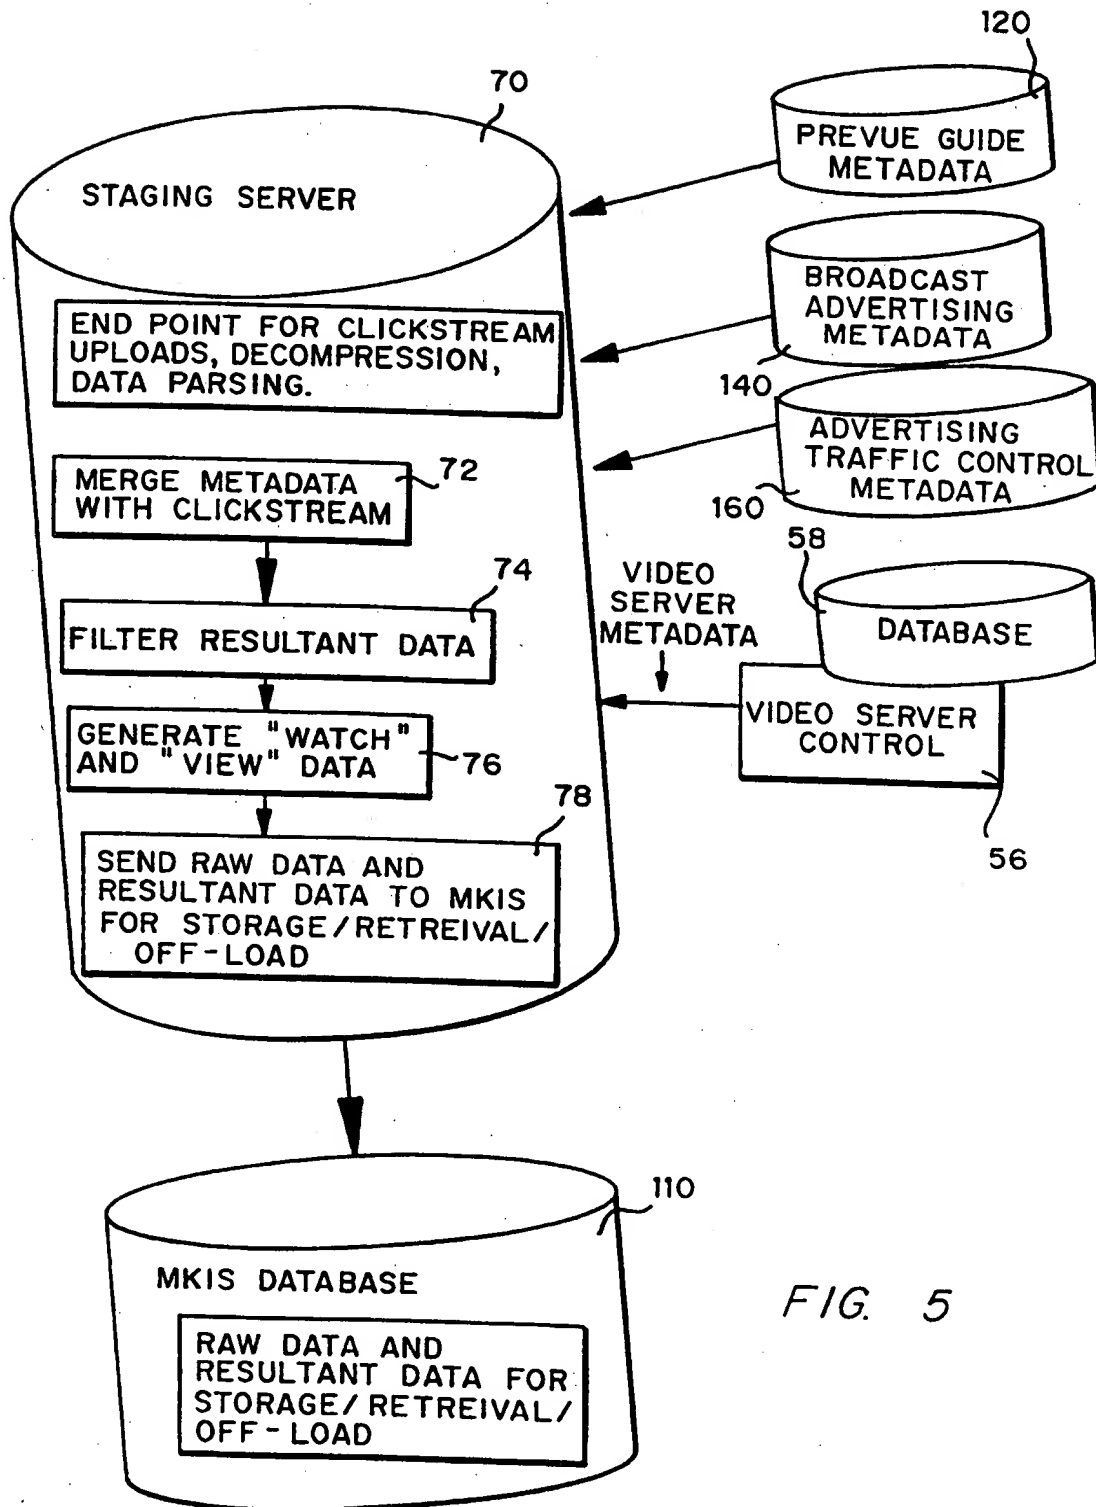 120
70
PREVUE GUIDE
METADATA
STAGING SERVER
BROADCAST
ADVERTISING
METADATA
140
END POINT FOR CLICKSTREAM
UPLOADS, DECOMPRESSION,
DATA PARSING.
ADVERTISING
TRAFFIC CONTROL
METADATA
160
MERGE METADATA
WITH CLICKSTREAM
72
58
DATABASE
VIDEO
SERVER
METADATA
74
FILTER RESULTANT DATA
VIDEO SERVER
CONTROL
56
GENERATE "WATCH"
AND "VIEW" DATA
76
78
SEND RAW DATA AND
RESULTANT DATA TO MKIS
FOR STORAGE/RETREIVAL/
OFF-LOAD
110
MKIS DATABASE
RAW DATA AND
RESULTANT DATA FOR
STORAGE/RETREIVAL/
OFF-LOAD
FIG. 5